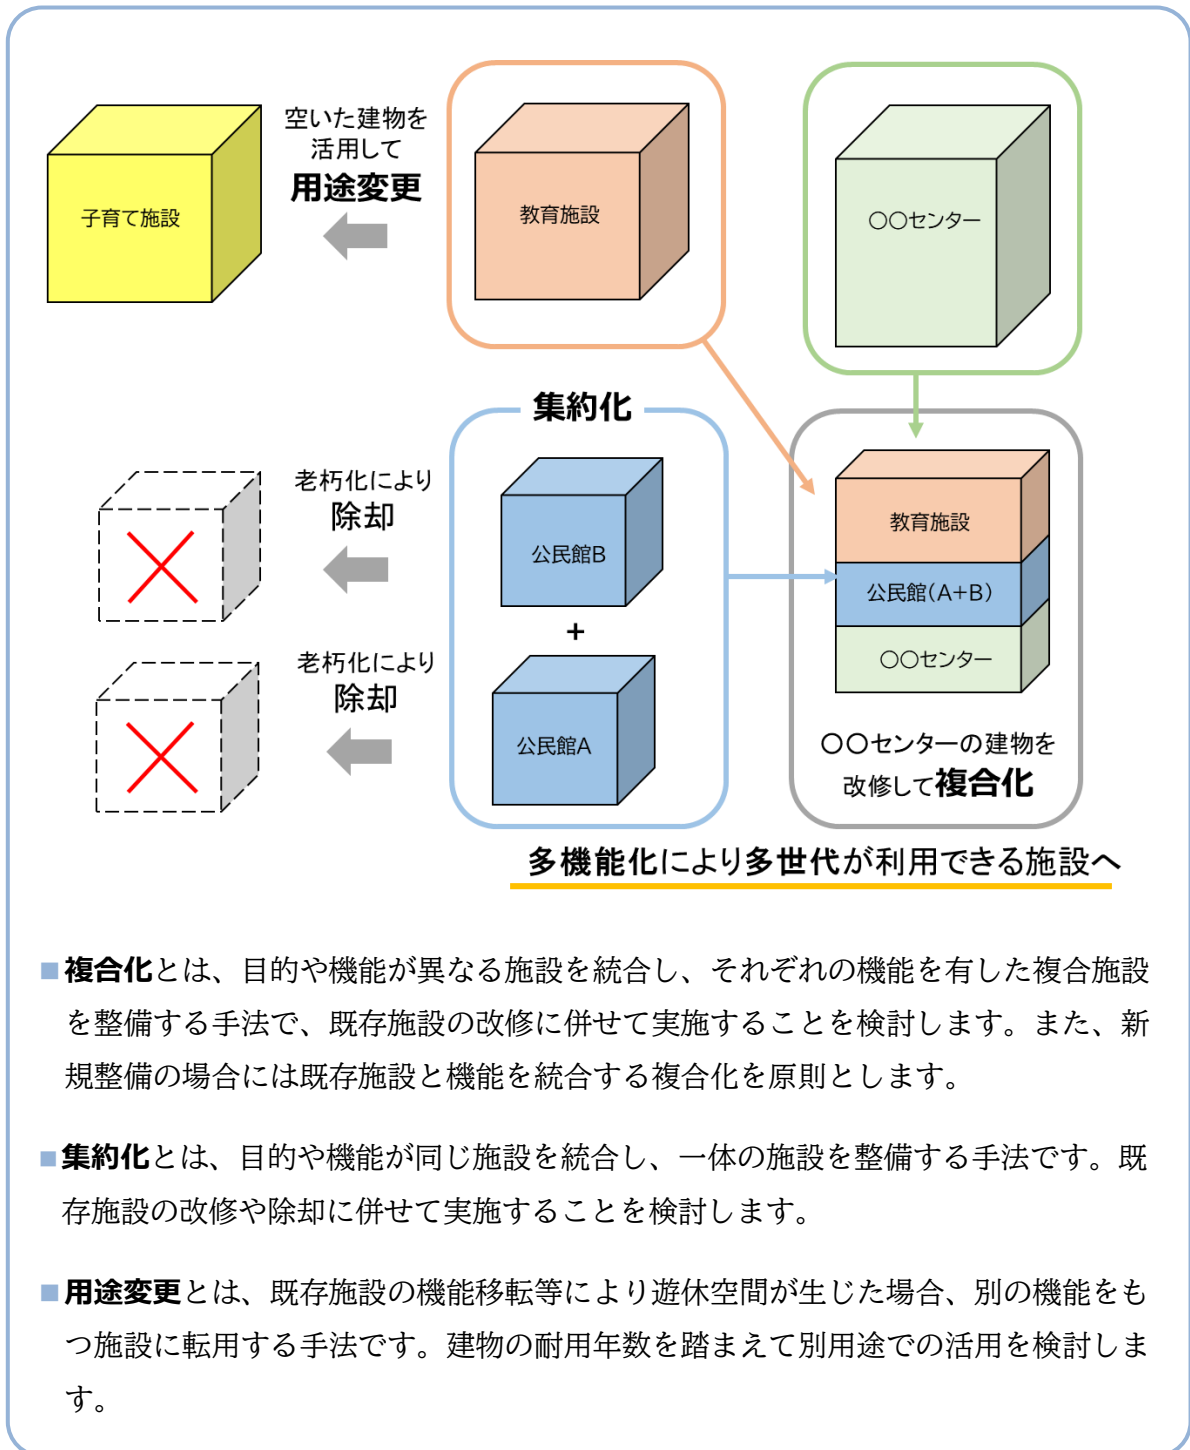 子育て施設
空いた建物を
活用して
用途変更
教育施設
〇〇センター
集約化
老朽化により
除却
公民館B
+
老朽化により
除却
公民館A
教育施設
公民館(A+B)
〇〇センター
〇〇センターの建物を
改修して複合化
多機能化により多世代が利用できる施設へ
■複合化とは、目的や機能が異なる施設を統合し、それぞれの機能を有した複合施設
を整備する手法で、既存施設の改修に併せて実施することを検討します。また、新
規整備の場合には既存施設と機能を統合する複合化を原則とします。
■集約化とは、目的や機能が同じ施設を統合し、一体の施設を整備する手法です。既
存施設の改修や除却に併せて実施することを検討します。
■用途変更とは、既存施設の機能移転等により遊休空間が生じた場合、別の機能をも
つ施設に転用する手法です。建物の耐用年数を踏まえて別用途での活用を検討しま
す。